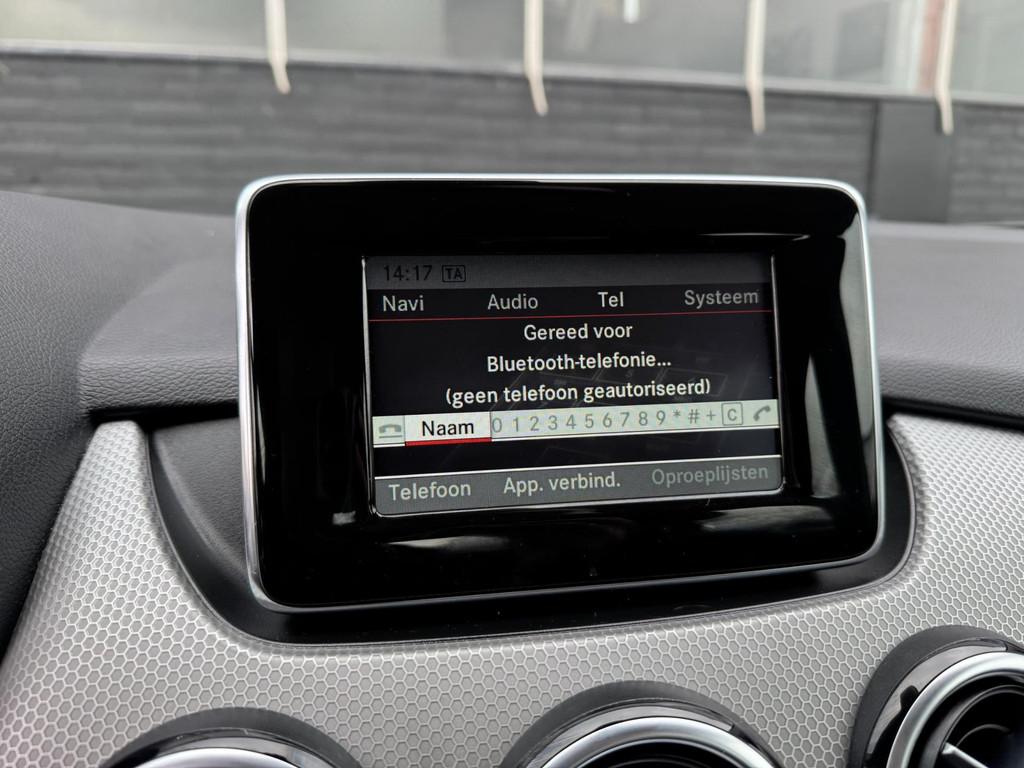 14:17 TA
Navi Audio Tel Systeem
Gereed voor
Bluetooth-telefonie...
(geen telefoon geautoriseerd)
Naam 0 1 2 3 4 5 6 7 8 9 * # + C
Telefoon App. verbind. Oproeplijsten